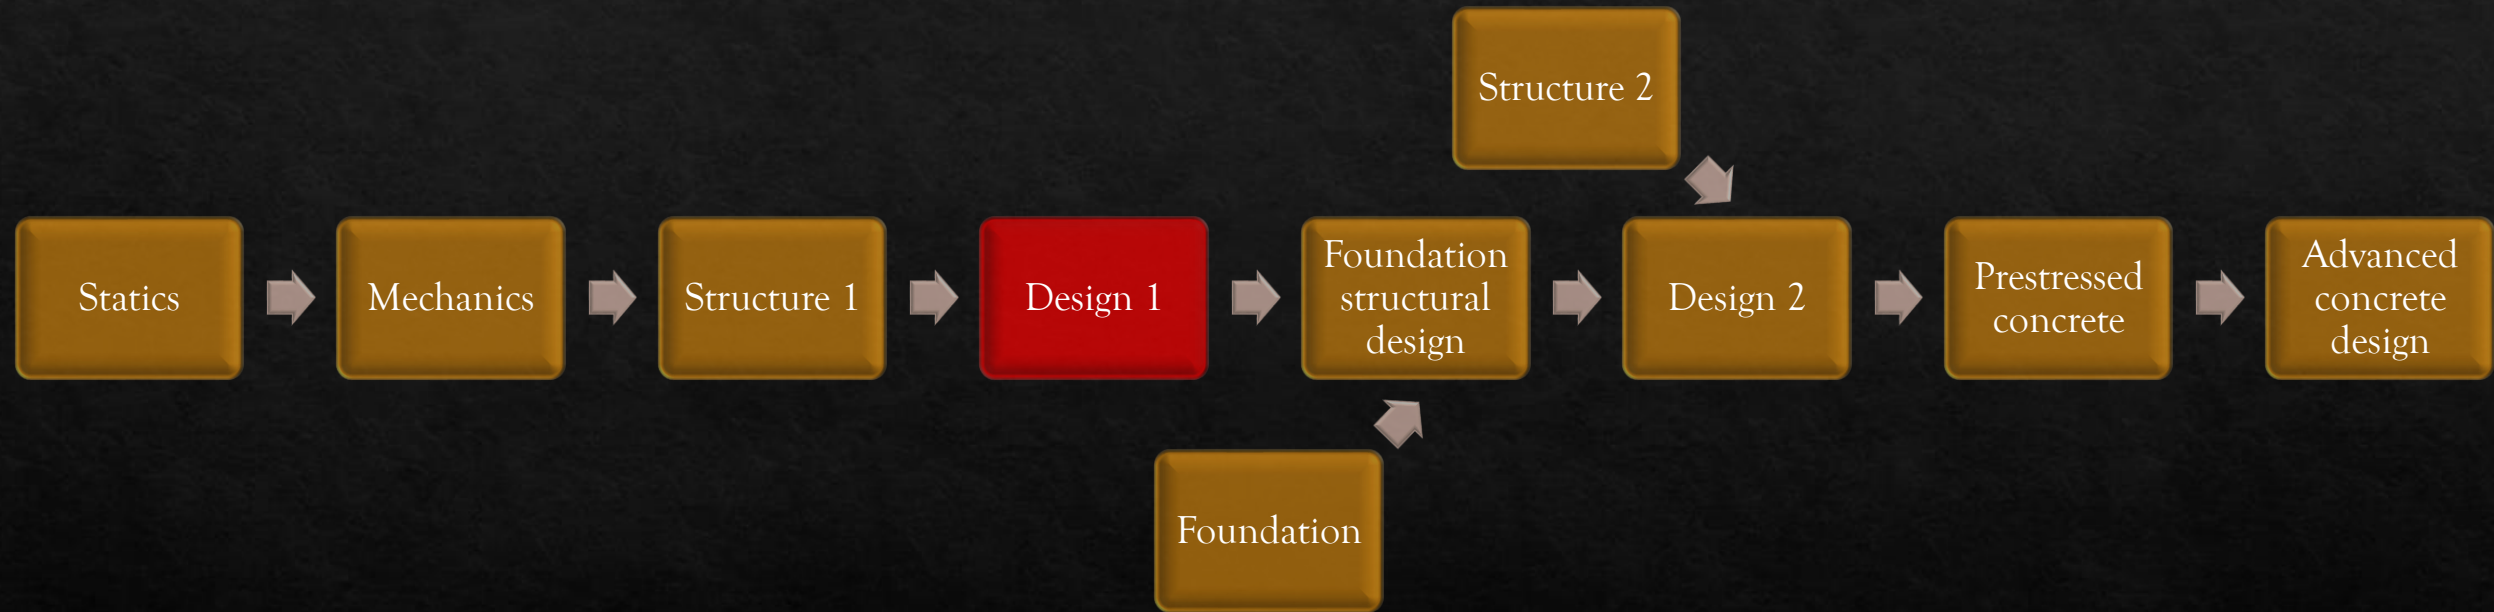 Structure 2
Statics
Mechanics
Structure 1
Design 1
Foundation
structural
design
Design 2
Prestressed
concrete
Advanced
concrete
design
Foundation